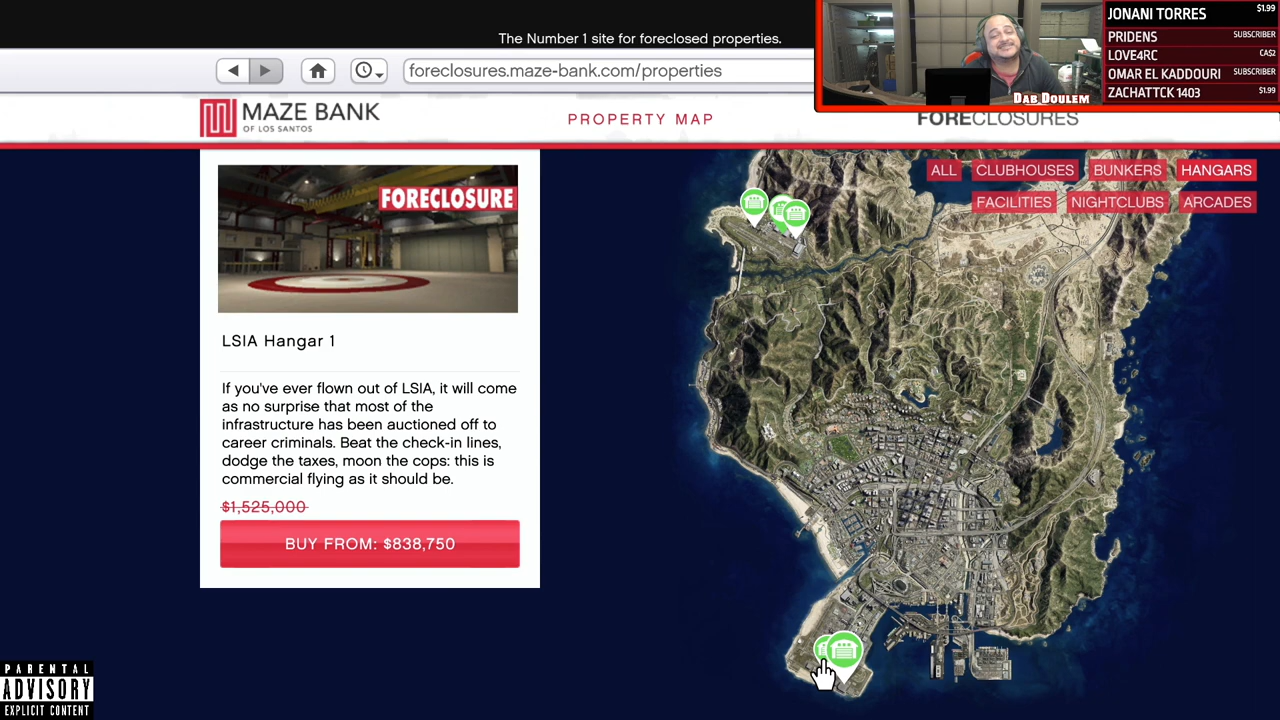 The Number 1 site for foreclosed properties.
foreclosures.maze-bank.com/properties
MAZE BANK
OF LOS SANTOS
PROPERTY MAP
FORECLOSURES
ALL CLUBHOUSES BUNKERS HANGARS
FACILITIES NIGHTCLUBS ARCADES
FORECLOSURE
LSIA Hangar 1
If you've ever flown out of LSIA, it will come
as no surprise that most of the
infrastructure has been auctioned off to
career criminals. Beat the check-in lines,
dodge the taxes, moon the cops: this is
commercial flying as it should be.
$1,525,000
BUY FROM: $838,750
DAB DOULEM
JONANI TORRES $1.99
PRIDENS SUBSCRIBER
LOVE4RC CA$2
OMAR EL KADDOURI SUBSCRIBER
ZACHATTCK 1403 $1.99
PARENTAL
ADVISORY
EXPLICIT CONTENT